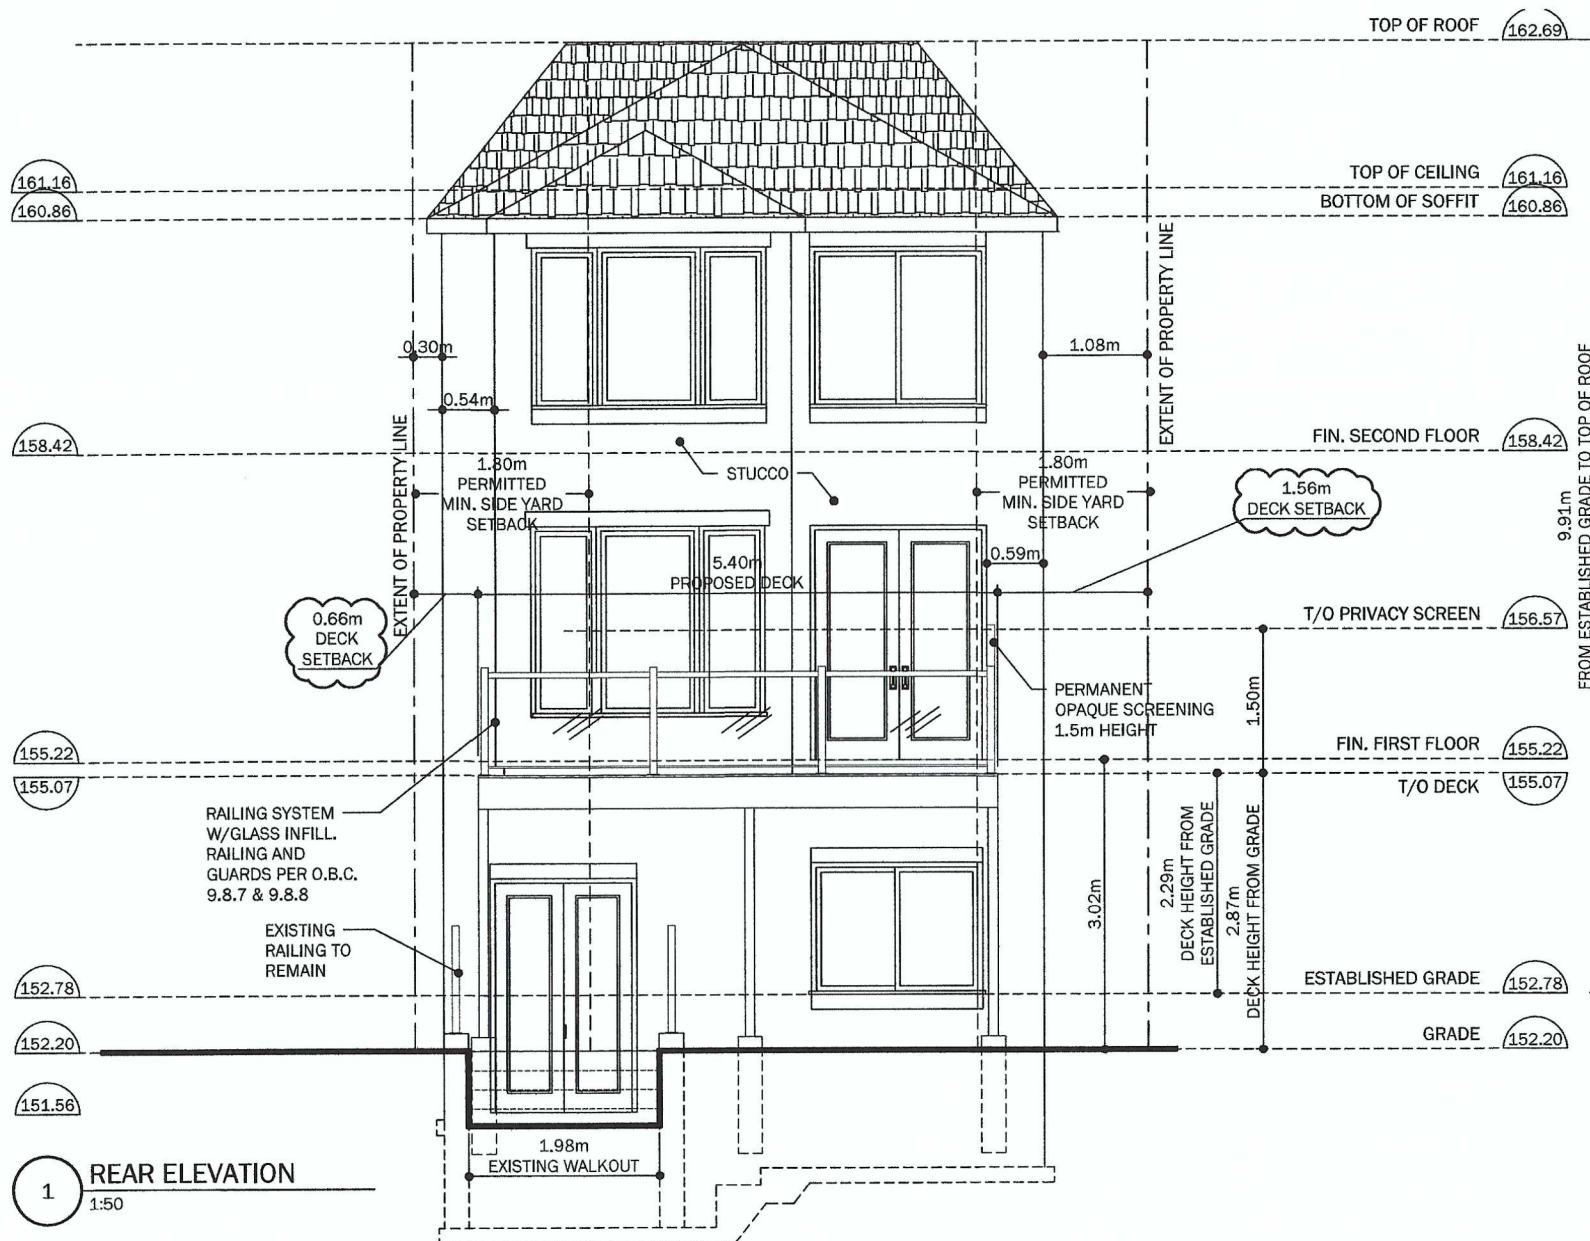 TOP OF ROOF 162.69
161.16
TOP OF CEILING 161.16
160.86
BOTTOM OF SOFFIT 160.86
EXTENT OF PROPERTY LINE
0.30m
1.08m
0.54m
EXTENT OF PROPERTY LINE
158.42
FIN. SECOND FLOOR 158.42
9.91m
FROM ESTABLISHED GRADE TO TOP OF ROOF
1.80m
PERMITTED
MIN. SIDE YARD
SETBACK
STUCCO
1.80m
PERMITTED
MIN. SIDE YARD
SETBACK
1.56m
DECK SETBACK
5.40m
PROPOSED DECK
0.59m
0.66m
DECK
SETBACK
T/O PRIVACY SCREEN 156.57
PERMANENT
OPAQUE SCREENING
1.5m HEIGHT
1.50m
155.22
FIN. FIRST FLOOR 155.22
155.07
T/O DECK 155.07
RAILING SYSTEM
W/GLASS INFILL.
RAILING AND
GUARDS PER O.B.C.
9.8.7 & 9.8.8
3.02m
2.29m
DECK HEIGHT FROM
ESTABLISHED GRADE
2.87m
DECK HEIGHT FROM GRADE
EXISTING
RAILING TO
REMAIN
152.78
ESTABLISHED GRADE 152.78
152.20
GRADE 152.20
151.56
1.98m
EXISTING WALKOUT
1 REAR ELEVATION
1:50